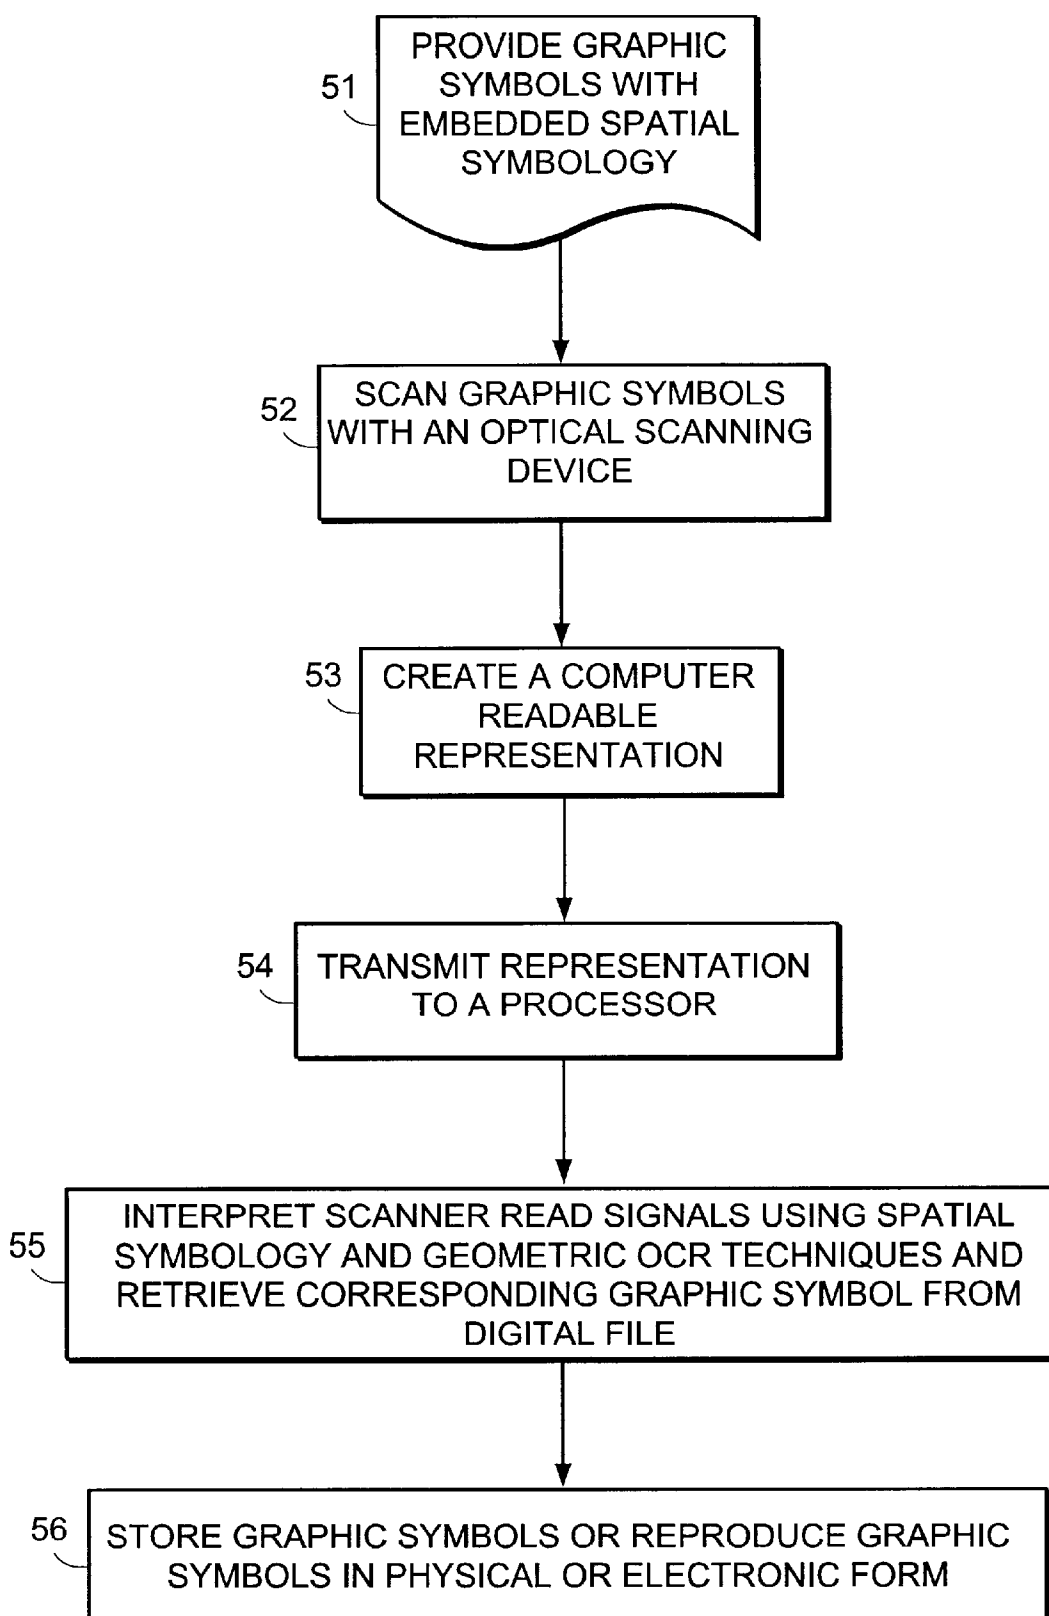 51
PROVIDE GRAPHIC
SYMBOLS WITH
EMBEDDED SPATIAL
SYMBOLOGY
52
SCAN GRAPHIC SYMBOLS
WITH AN OPTICAL SCANNING
DEVICE
53
CREATE A COMPUTER
READABLE
REPRESENTATION
54
TRANSMIT REPRESENTATION
TO A PROCESSOR
55
INTERPRET SCANNER READ SIGNALS USING SPATIAL
SYMBOLOGY AND GEOMETRIC OCR TECHNIQUES AND
RETRIEVE CORRESPONDING GRAPHIC SYMBOL FROM
DIGITAL FILE
56
STORE GRAPHIC SYMBOLS OR REPRODUCE GRAPHIC
SYMBOLS IN PHYSICAL OR ELECTRONIC FORM